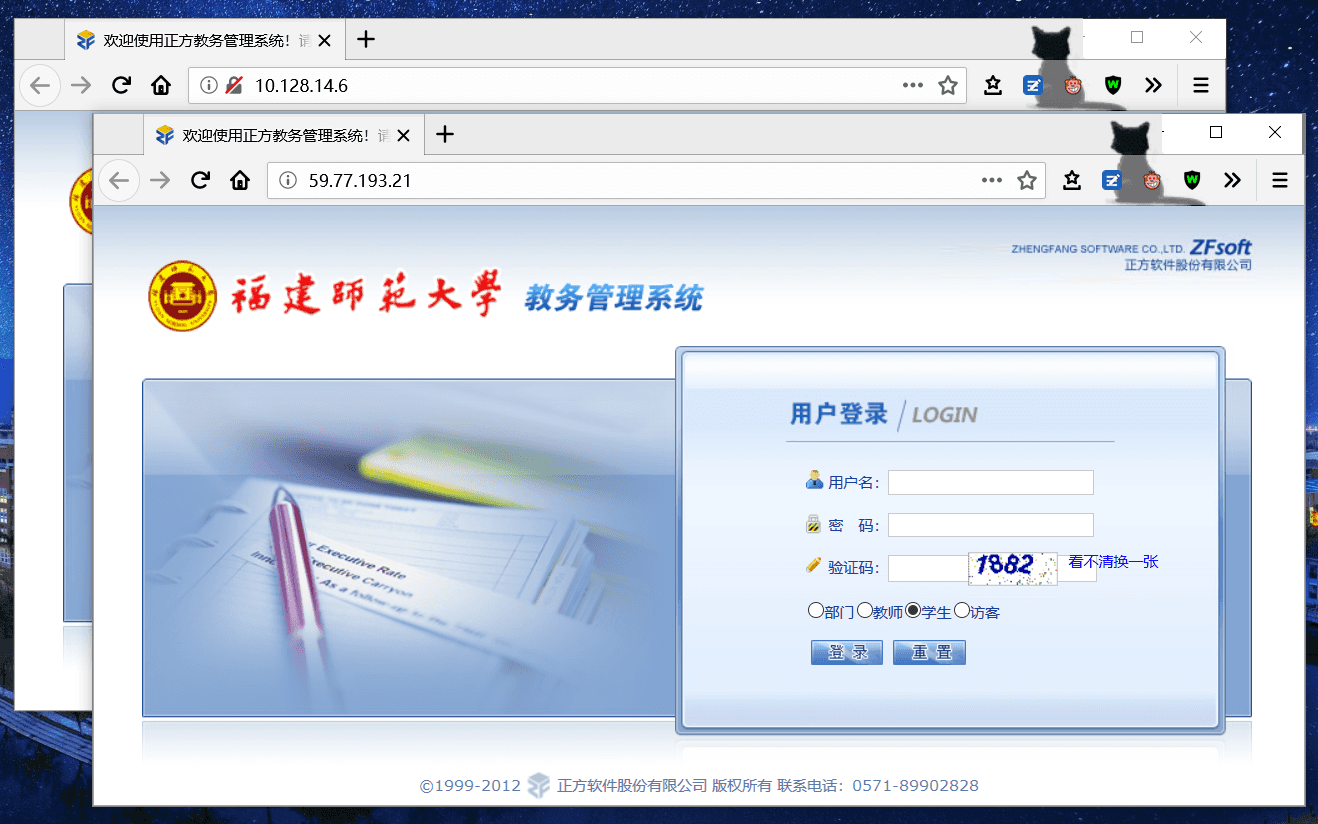 欢迎使用正方教务管理系统！请
10.128.14.6
欢迎使用正方教务管理系统！请
59.77.193.21
ZHENGFANG SOFTWARE CO.,LTD. ZFsoft
正方软件股份有限公司
福建師范大學 教务管理系统
用户登录 LOGIN
用户名：
密 码：
验证码： 1882 看不清换一张
部门 教师 学生 访客
登 录 重 置
Executive Rate
Executive Carryon
As a follow-up to the
©1999-2012 正方软件股份有限公司 版权所有 联系电话：0571-89902828